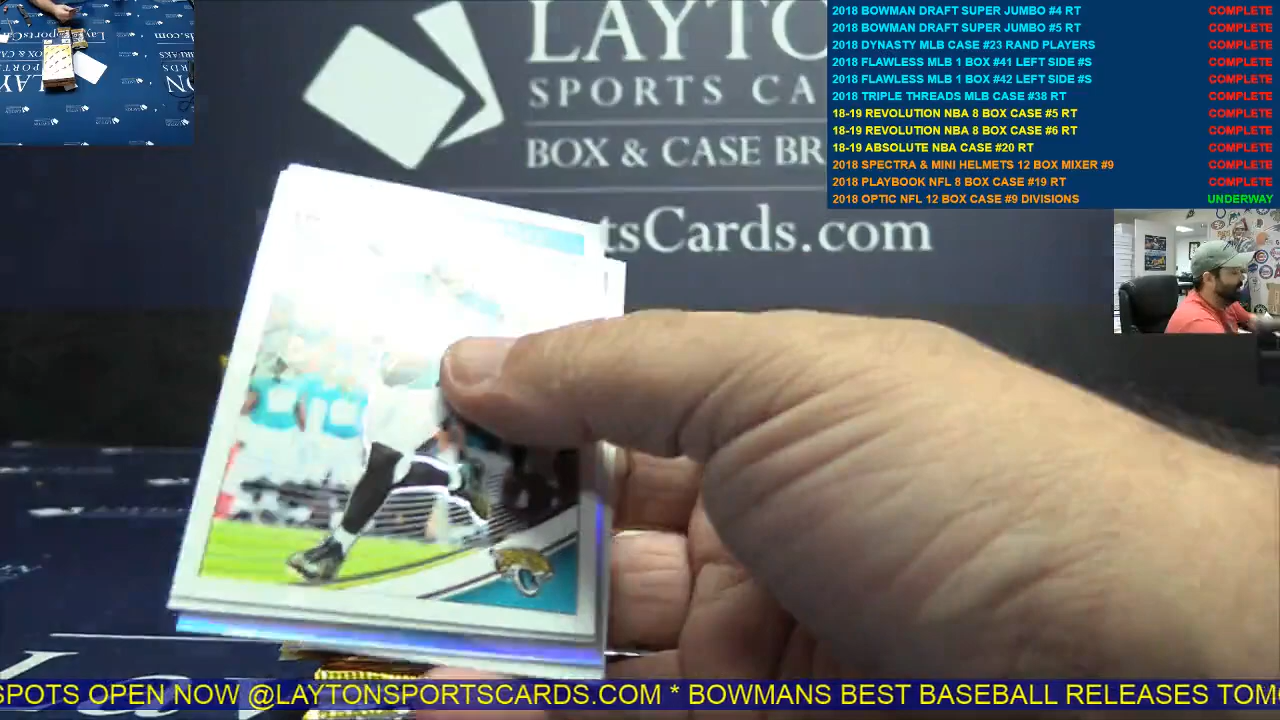 LAYTO
SPORTS CA
BOX & CASE BR
tsCards.com
2018 BOWMAN DRAFT SUPER JUMBO #4 RT COMPLETE
2018 BOWMAN DRAFT SUPER JUMBO #5 RT COMPLETE
2018 DYNASTY MLB CASE #23 RAND PLAYERS COMPLETE
2018 FLAWLESS MLB 1 BOX #41 LEFT SIDE #S COMPLETE
2018 FLAWLESS MLB 1 BOX #42 LEFT SIDE #S COMPLETE
2018 TRIPLE THREADS MLB CASE #38 RT COMPLETE
18-19 REVOLUTION NBA 8 BOX CASE #5 RT COMPLETE
18-19 REVOLUTION NBA 8 BOX CASE #6 RT COMPLETE
18-19 ABSOLUTE NBA CASE #20 RT COMPLETE
2018 SPECTRA & MINI HELMETS 12 BOX MIXER #9 COMPLETE
2018 PLAYBOOK NFL 8 BOX CASE #19 RT COMPLETE
2018 OPTIC NFL 12 BOX CASE #9 DIVISIONS UNDERWAY
SPOTS OPEN NOW @LAYTONSPORTSCARDS.COM * BOWMANS BEST BASEBALL RELEASES TOM